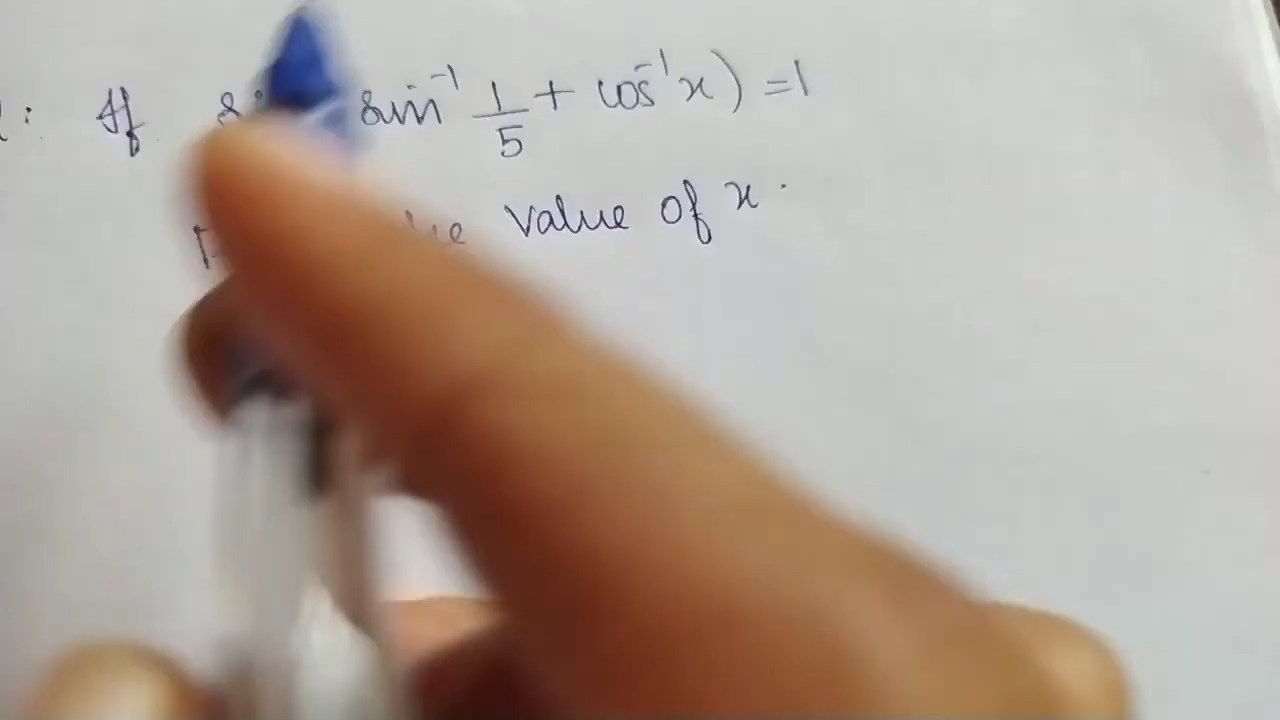 : If sin⁻¹ 1/5 + cos⁻¹x) = 1
value of x.